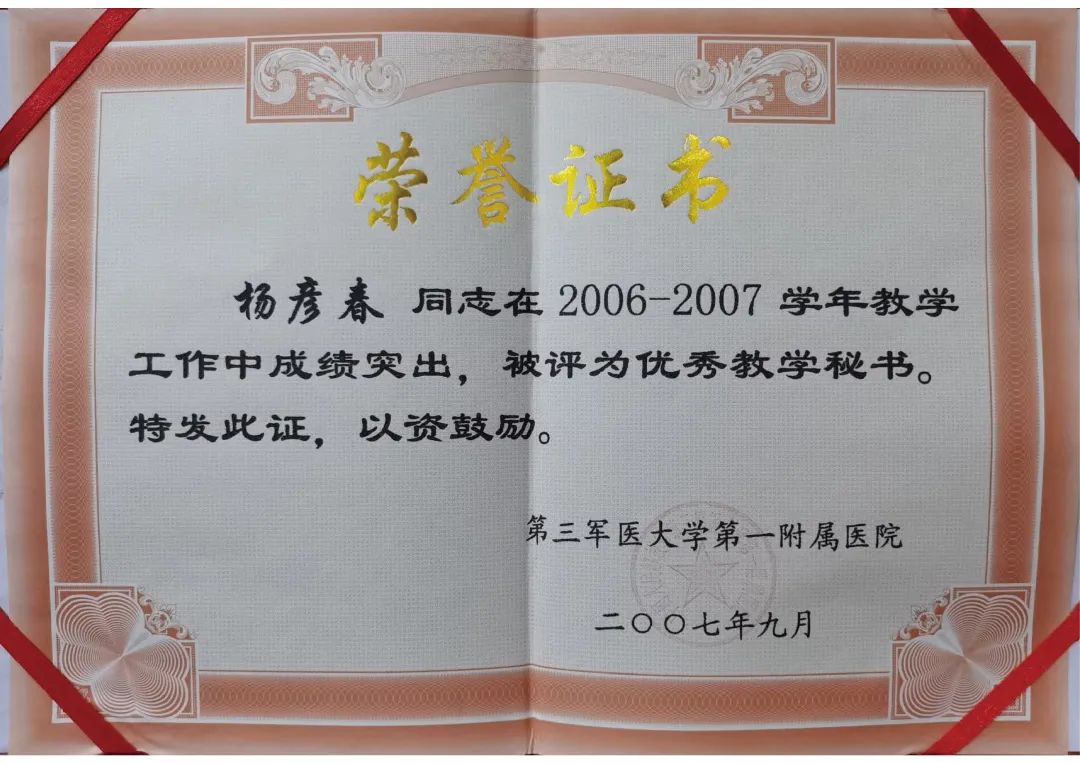 荣誉证书
杨彦春 同志在 2006-2007 学年教学
工作中成绩突出，被评为优秀教学秘书。
特发此证，以资鼓励。
第三军医大学第一附属医院
二〇〇七年九月